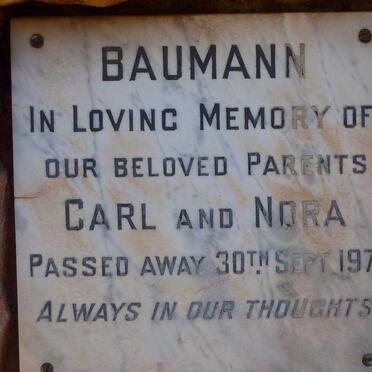 BAUMANN
IN LOVING MEMORY OF
OUR BELOVED PARENTS
CARL AND NORA
PASSED AWAY 30TH SEPT. 197
ALWAYS IN OUR THOUGHTS